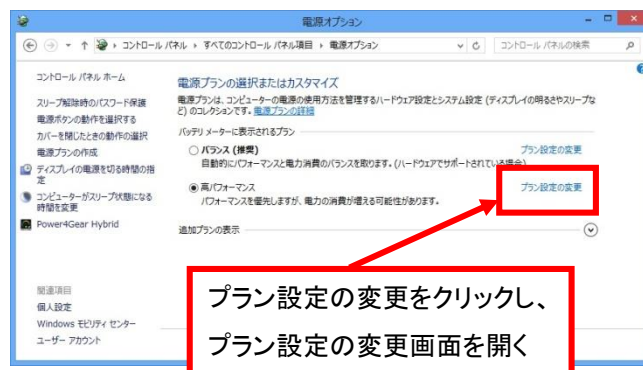 電源オプション
コントロール パネル ▸ すべてのコントロール パネル項目 ▸ 電源オプション
コントロール パネルの検索
コントロール パネル ホーム
スリープ解除時のパスワード保護
電源ボタンの動作を選択する
カバーを閉じたときの動作の選択
電源プランの作成
ディスプレイの電源を切る時間の指
定
コンピューターがスリープ状態になる
時間を変更
Power4Gear Hybrid
関連項目
個人設定
Windows モビリティ センター
ユーザー アカウント
電源プランの選択またはカスタマイズ
電源プランは、コンピューターの電源の使用方法を管理するハードウェア設定とシステム設定 (ディスプレイの明るさやスリープな
ど) のコレクションです。電源プランの詳細
バッテリ メーターに表示されるプラン
バランス (推奨) プラン設定の変更
自動的にパフォーマンスと電力消費のバランスを取ります。(ハードウェアでサポートされている場合)
高パフォーマンス プラン設定の変更
パフォーマンスを優先しますが、電力の消費が増える可能性があります。
追加プランの表示
プラン設定の変更をクリックし、
プラン設定の変更画面を開く